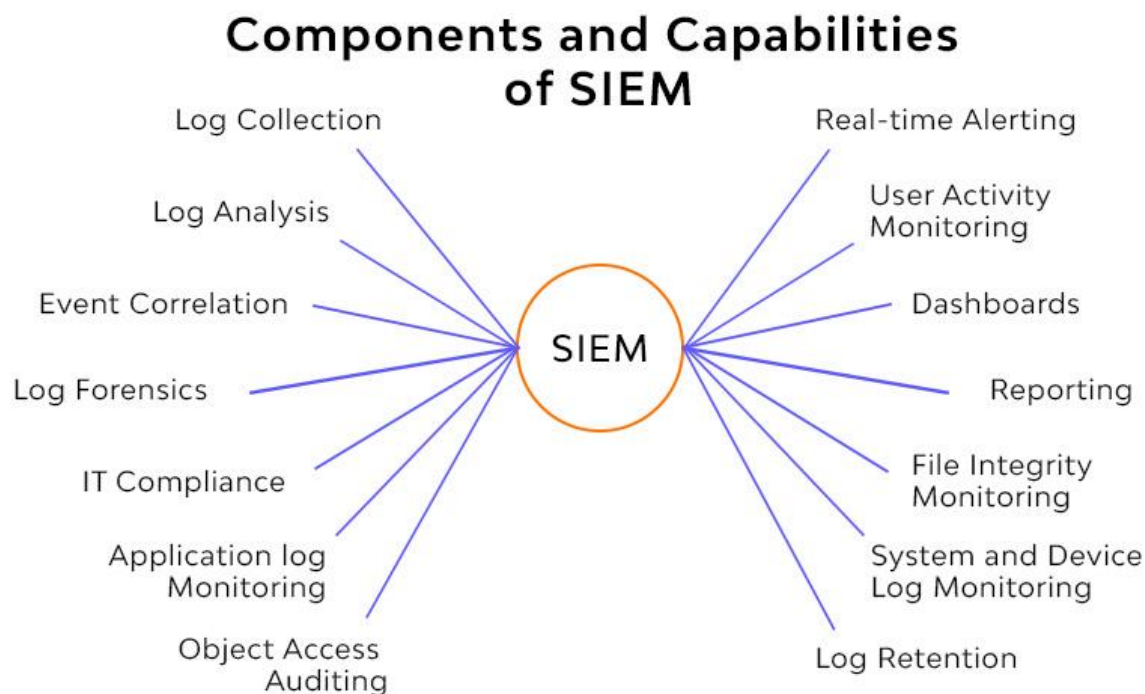 Components and Capabilities
of SIEM
Log Collection
Log Analysis
Event Correlation
Log Forensics
IT Compliance
Application log
Monitoring
Object Access
Auditing
SIEM
Real-time Alerting
User Activity
Monitoring
Dashboards
Reporting
File Integrity
Monitoring
System and Device
Log Monitoring
Log Retention